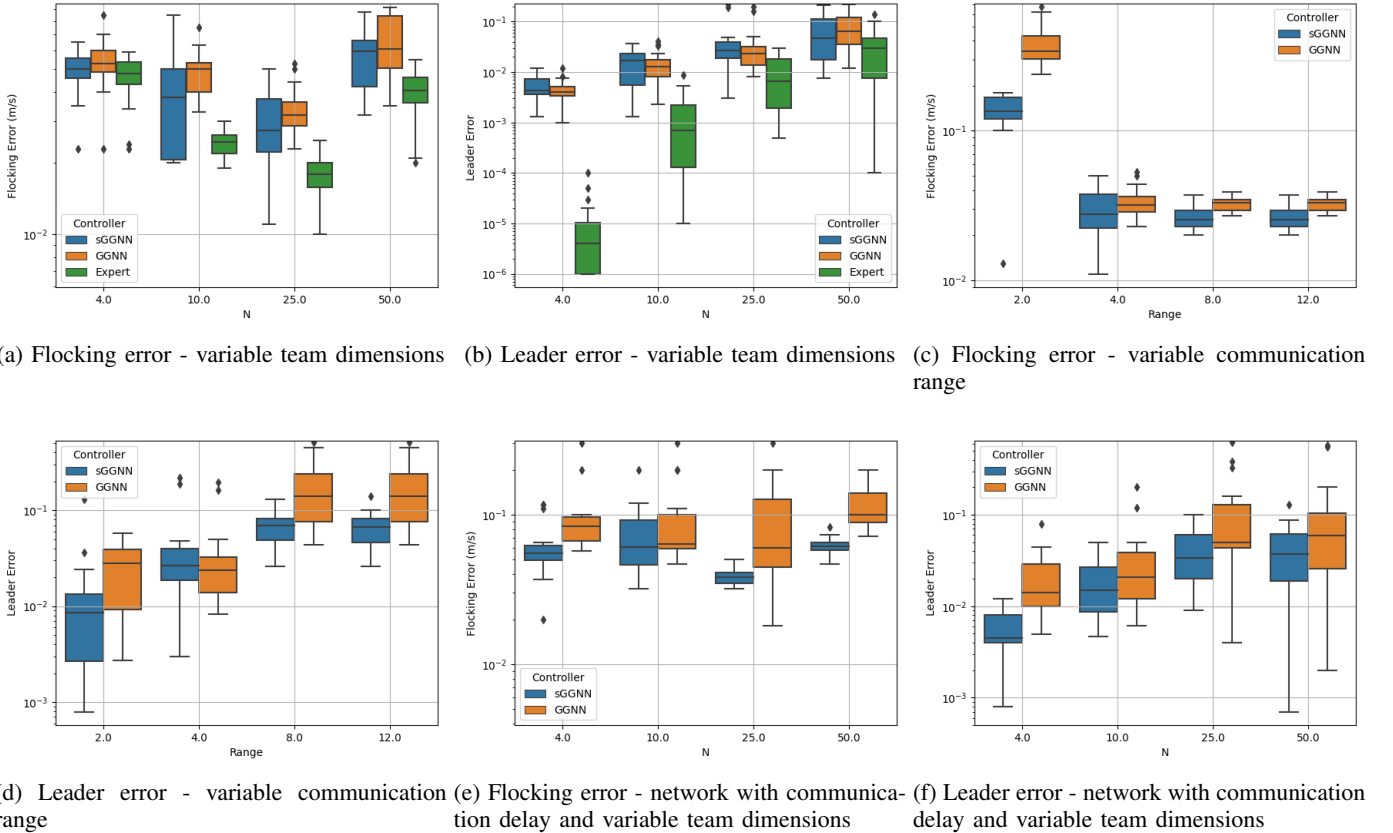 Flocking Error (m/s)
10⁻²
Controller
sGGNN
GGNN
Expert
4.0 10.0 25.0 50.0
N
Leader Error
10⁻¹
10⁻²
10⁻³
10⁻⁴
10⁻⁵
10⁻⁶
Controller
sGGNN
GGNN
Expert
4.0 10.0 25.0 50.0
N
Flocking Error (m/s)
10⁻¹
10⁻²
Controller
sGGNN
GGNN
2.0 4.0 8.0 12.0
Range
(a) Flocking error - variable team dimensions
(b) Leader error - variable team dimensions
(c) Flocking error - variable communication
range
Leader Error
10⁻¹
10⁻²
10⁻³
Controller
sGGNN
GGNN
2.0 4.0 8.0 12.0
Range
Flocking Error (m/s)
10⁻¹
10⁻²
Controller
sGGNN
GGNN
4.0 10.0 25.0 50.0
N
Leader Error
10⁻¹
10⁻²
10⁻³
Controller
sGGNN
GGNN
4.0 10.0 25.0 50.0
N
(d) Leader error - variable communication
range
(e) Flocking error - network with communica-
tion delay and variable team dimensions
(f) Leader error - network with communication
delay and variable team dimensions